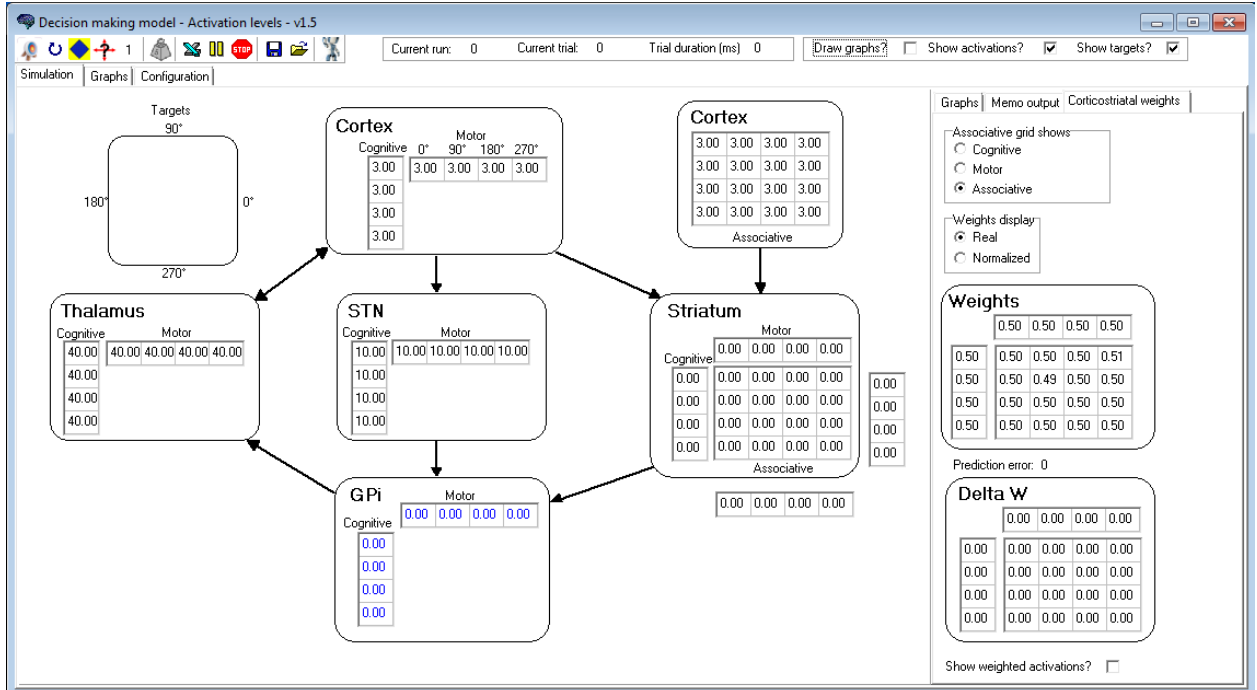 Decision making model - Activation levels - v1.5
1 STOP Current run: 0 Current trial: 0 Trial duration (ms) 0 Draw graphs? Show activations? Show targets?
Simulation Graphs Configuration
Targets
90°
180° 0°
270°
Cortex
Motor
Cognitive 0° 90° 180° 270°
3.00 3.00 3.00 3.00 3.00
3.00
3.00
3.00
Cortex
3.00 3.00 3.00 3.00
3.00 3.00 3.00 3.00
3.00 3.00 3.00 3.00
3.00 3.00 3.00 3.00
Associative
Thalamus
Cognitive Motor
40.00 40.00 40.00 40.00 40.00
40.00
40.00
40.00
STN
Cognitive Motor
10.00 10.00 10.00 10.00 10.00
10.00
10.00
10.00
Striatum
Motor
0.00 0.00 0.00 0.00
Cognitive
0.00 0.00 0.00 0.00 0.00 0.00
0.00 0.00 0.00 0.00 0.00 0.00
0.00 0.00 0.00 0.00 0.00 0.00
0.00 0.00 0.00 0.00 0.00 0.00
Associative
0.00 0.00 0.00 0.00
GPi
Motor
0.00 0.00 0.00 0.00
Cognitive
0.00
0.00
0.00
0.00
Graphs Memo output Corticostriatal weights
Associative grid shows
Cognitive
Motor
Associative
Weights display
Real
Normalized
Weights
0.50 0.50 0.50 0.50
0.50 0.50 0.50 0.50 0.51
0.50 0.50 0.49 0.50 0.50
0.50 0.50 0.50 0.50 0.50
0.50 0.50 0.50 0.50 0.50
Prediction error: 0
Delta W
0.00 0.00 0.00 0.00
0.00 0.00 0.00 0.00 0.00
0.00 0.00 0.00 0.00 0.00
0.00 0.00 0.00 0.00 0.00
0.00 0.00 0.00 0.00 0.00
Show weighted activations?